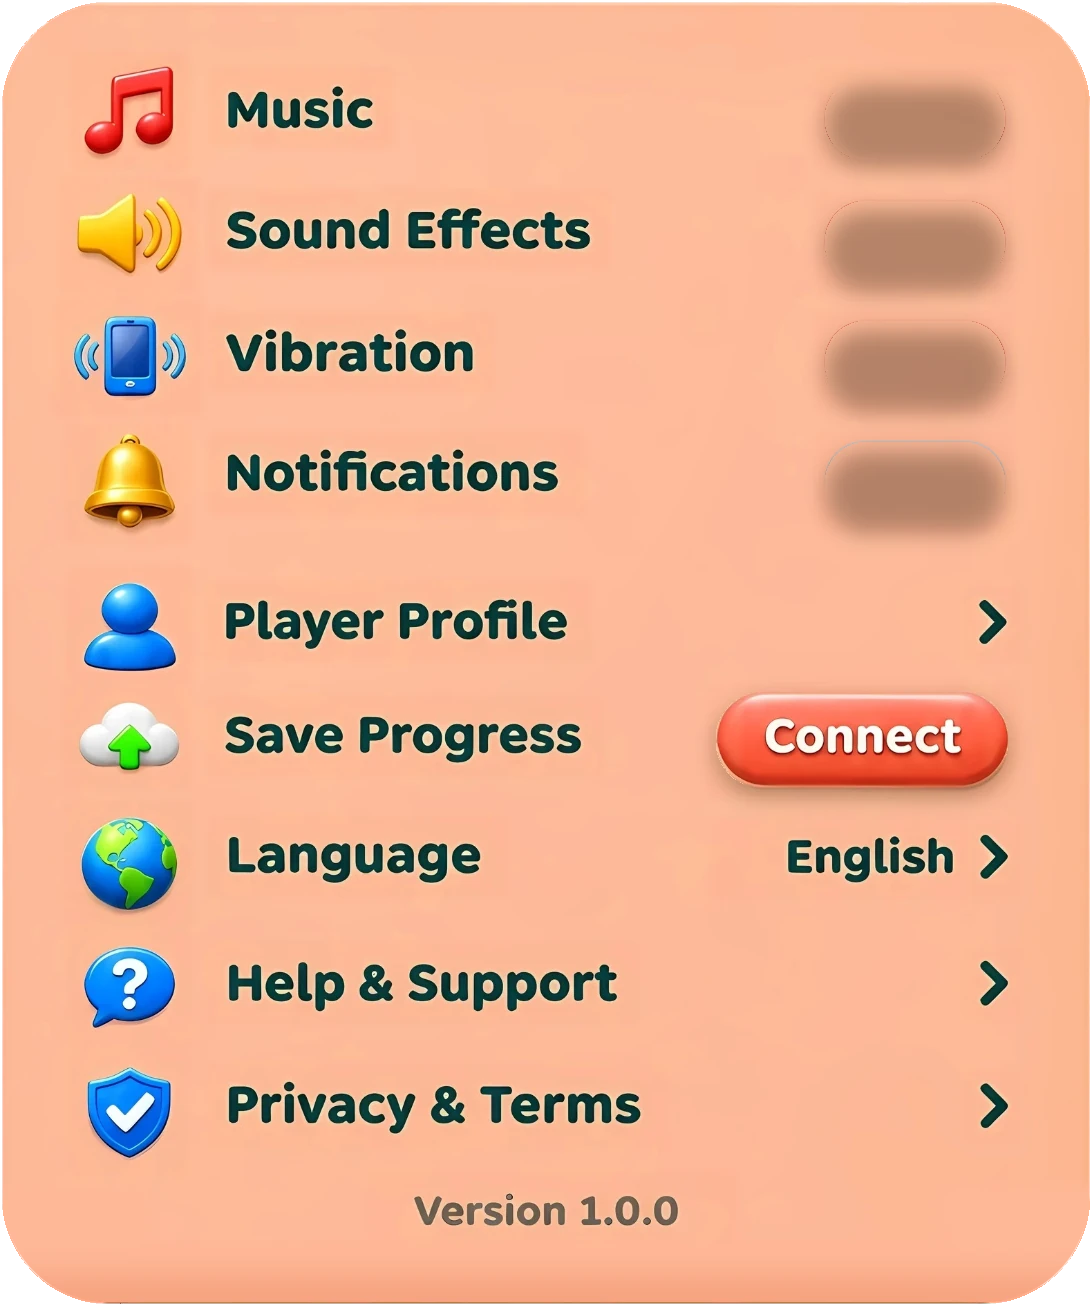 Music
Sound Effects
Vibration
Notifications
Player Profile
Save Progress Connect
Language English
Help & Support
Privacy & Terms
Version 1.0.0